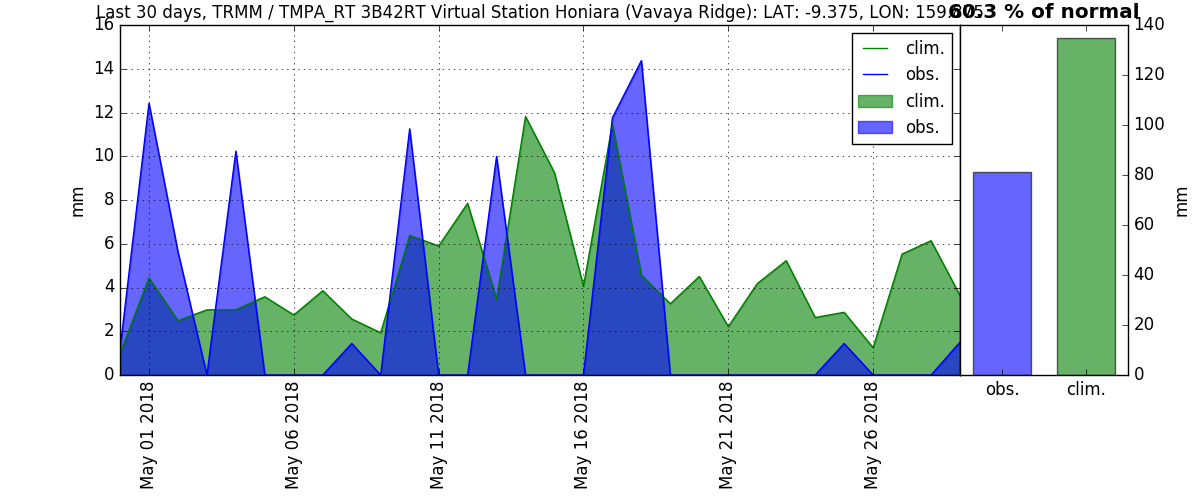 Last 30 days, TRMM / TMPA_RT 3B42RT Virtual Station Honiara (Vavaya Ridge): LAT: -9.375, LON:
60.3 % of normal
16
14
12
10
8
6
4
2
0
mm
May 01 2018
May 06 2018
May 11 2018
May 16 2018
May 21 2018
May 26 2018
clim.
obs.
clim.
obs.
140
120
100
80
60
40
20
0
mm
obs. clim.